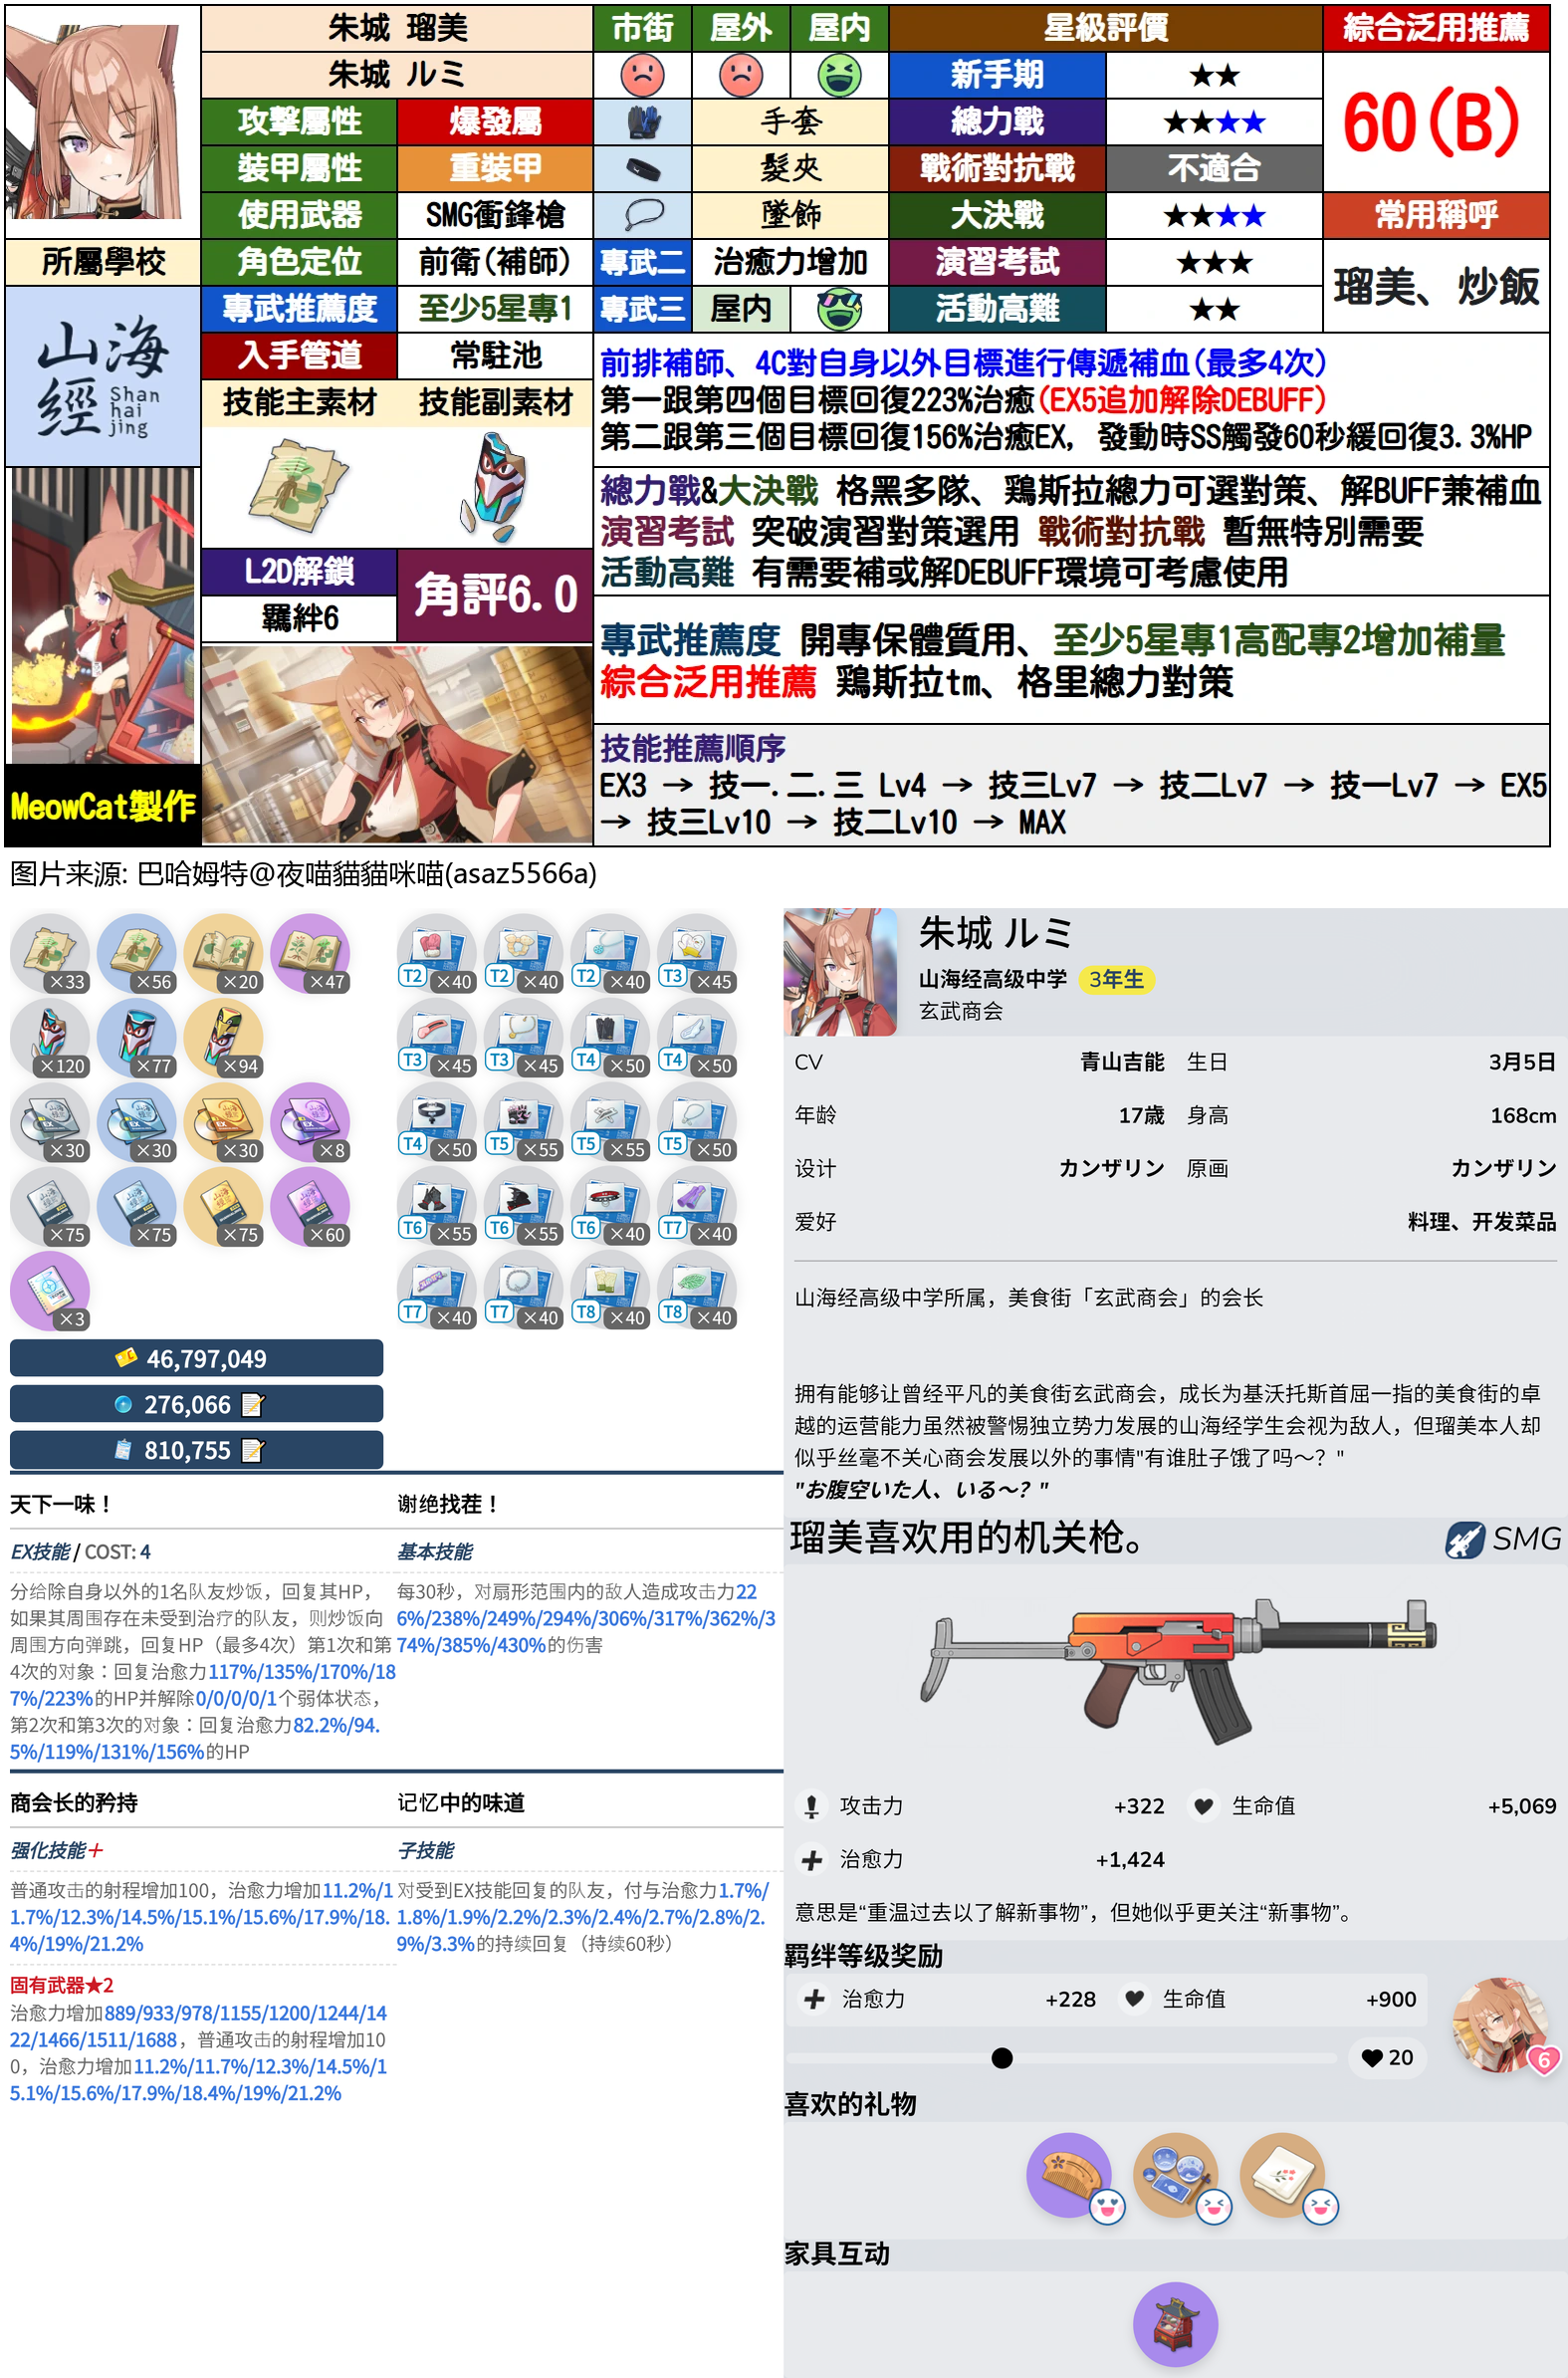 朱城 瑠美
市街
屋外
屋内
星級評價
綜合泛用推薦
朱城 ルミ
新手期
★★
60(B)
攻擊屬性
爆發屬
手套
總力戰
★★★★
裝甲屬性
重裝甲
髮夾
戰術對抗戰
不適合
使用武器
SMG衝鋒槍
墜飾
大決戰
★★★★
常用稱呼
所屬學校
角色定位
前衛(補師)
專武二
治癒力增加
演習考試
★★★
瑠美、炒飯
專武推薦度
至少5星專1
專武三
屋内
活動高難
★★
山海
經
Shan
hai
jing
入手管道
常駐池
前排補師、4C對自身以外目標進行傳遞補血(最多4次)
第一跟第四個目標回復223%治癒(EX5追加解除DEBUFF)
第二跟第三個目標回復156%治癒EX, 發動時SS觸發60秒緩回復3.3%HP
技能主素材
技能副素材
總力戰&大決戰 格黑多隊、鶏斯拉總力可選對策、解BUFF兼補血
演習考試 突破演習對策選用 戰術對抗戰 暫無特別需要
活動高難 有需要補或解DEBUFF環境可考慮使用
L2D解鎖
羈絆6
角評6.0
專武推薦度 開專保體質用、至少5星專1高配專2增加補量
綜合泛用推薦 鶏斯拉tm、格里總力對策
技能推薦順序
EX3 → 技一.二.三 Lv4 → 技三Lv7 → 技二Lv7 → 技一Lv7 → EX5
→ 技三Lv10 → 技二Lv10 → MAX
MeowCat製作
图片来源: 巴哈姆特@夜喵貓貓咪喵(asaz5566a)
×33
×56
×20
×47
×120
×77
×94
×30
×30
×30
×8
×75
×75
×75
×60
×3
T2 ×40
T2 ×40
T2 ×40
T3 ×45
T3 ×45
T3 ×45
T4 ×50
T4 ×50
T4 ×50
T5 ×55
T5 ×55
T5 ×50
T6 ×55
T6 ×55
T6 ×40
T7 ×40
T7 ×40
T7 ×40
T8 ×40
T8 ×40
46,797,049
276,066
810,755
天下一味！
EX技能 / COST: 4
分给除自身以外的1名队友炒饭，回复其HP，
如果其周围存在未受到治疗的队友，则炒饭向
周围方向弹跳，回复HP（最多4次）第1次和第
4次的对象：回复治愈力117%/135%/170%/18
7%/223%的HP并解除0/0/0/0/1个弱体状态，
第2次和第3次的对象：回复治愈力82.2%/94.
5%/119%/131%/156%的HP
谢绝找茬！
基本技能
每30秒，对扇形范围内的敌人造成攻击力22
6%/238%/249%/294%/306%/317%/362%/3
74%/385%/430%的伤害
商会长的矜持
强化技能＋
普通攻击的射程增加100，治愈力增加11.2%/1
1.7%/12.3%/14.5%/15.1%/15.6%/17.9%/18.
4%/19%/21.2%
固有武器★2
治愈力增加889/933/978/1155/1200/1244/14
22/1466/1511/1688，普通攻击的射程增加10
0，治愈力增加11.2%/11.7%/12.3%/14.5%/1
5.1%/15.6%/17.9%/18.4%/19%/21.2%
记忆中的味道
子技能
对受到EX技能回复的队友，付与治愈力1.7%/
1.8%/1.9%/2.2%/2.3%/2.4%/2.7%/2.8%/2.
9%/3.3%的持续回复（持续60秒）
朱城 ルミ
山海经高级中学 3年生
玄武商会
CV 青山吉能 生日 3月5日
年龄 17歳 身高 168cm
设计 カンザリン 原画 カンザリン
爱好 料理、开发菜品
山海经高级中学所属，美食街「玄武商会」的会长
拥有能够让曾经平凡的美食街玄武商会，成长为基沃托斯首屈一指的美食街的卓
越的运营能力虽然被警惕独立势力发展的山海经学生会视为敌人，但瑠美本人却
似乎丝毫不关心商会发展以外的事情"有谁肚子饿了吗～？"
"お腹空いた人、いる～？"
瑠美喜欢用的机关枪。
SMG
攻击力 +322 生命值 +5,069
治愈力 +1,424
意思是“重温过去以了解新事物”，但她似乎更关注“新事物”。
羁绊等级奖励
治愈力 +228 生命值 +900
20
6
喜欢的礼物
家具互动